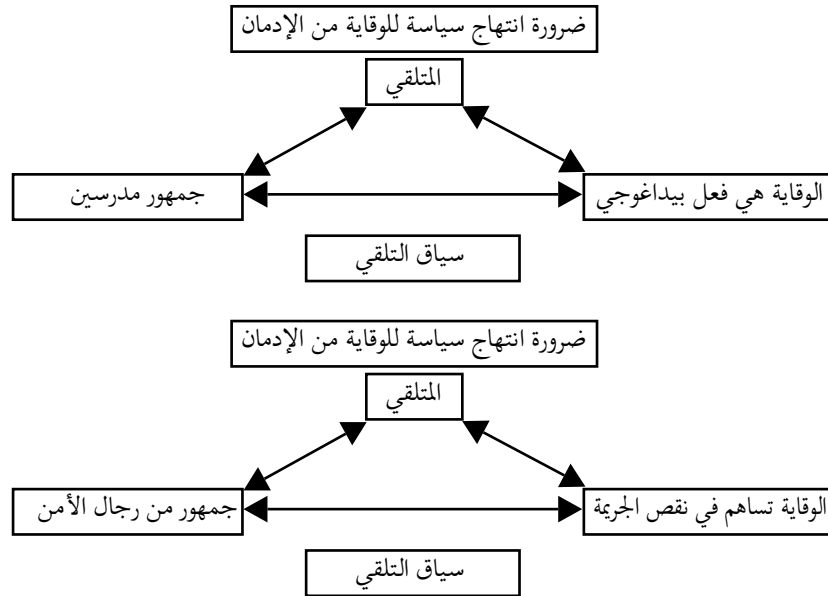 ضرورة انتهاج سياسة للوقاية من الإدمان
المتلقي
الوقاية هي فعل بيداغوجي
جمهور مدرسين
سياق التلقي
ضرورة انتهاج سياسة للوقاية من الإدمان
المتلقي
الوقاية تساهم في نقص الجريمة
جمهور من رجال الأمن
سياق التلقي